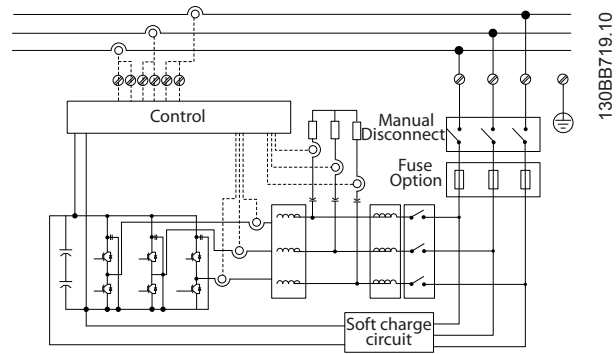 130BB719.10
Control
Manual
Disconnect
Fuse
Option
Soft charge
circuit